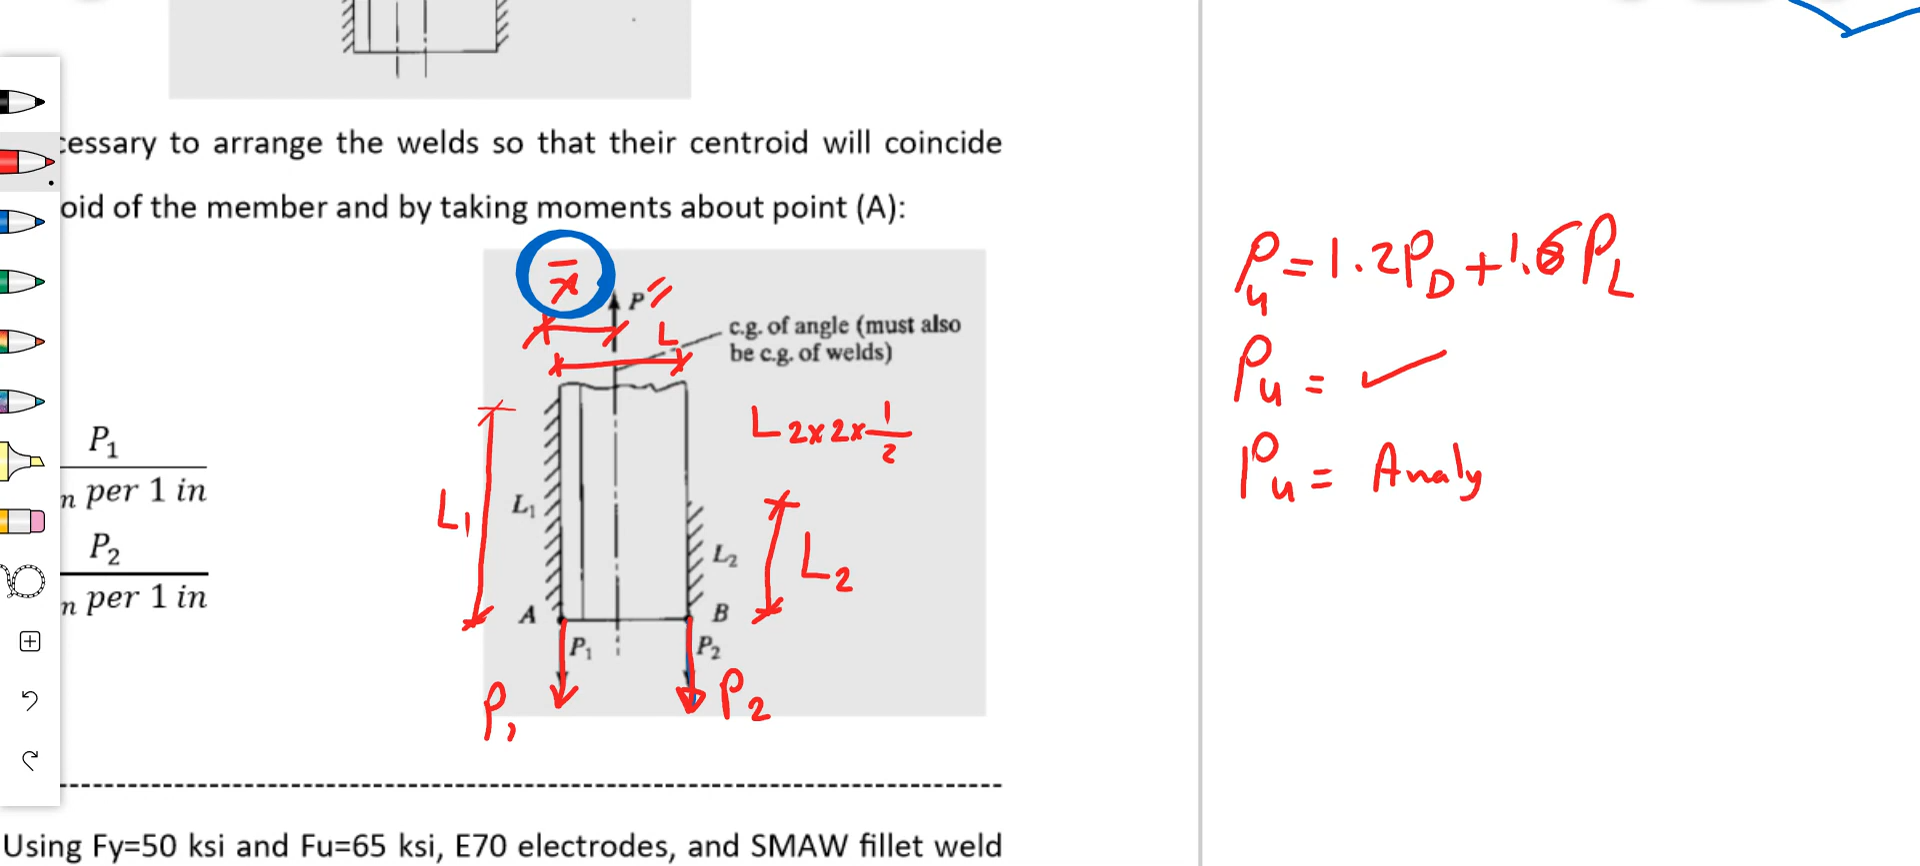 cessary to arrange the welds so that their centroid will coincide
oid of the member and by taking moments about point (A):
x̄
P
L
c.g. of angle (must also
be c.g. of welds)
L 2x2x 1/2
L₁
L₁
L₂
L₂
A
B
P₁
P₂
P₁
P₂
P₁
n per 1 in
P₂
n per 1 in
Pu = 1.2PD + 1.6PL
Pu = ✓
Pu = Analy
Using Fy=50 ksi and Fu=65 ksi, E70 electrodes, and SMAW fillet weld